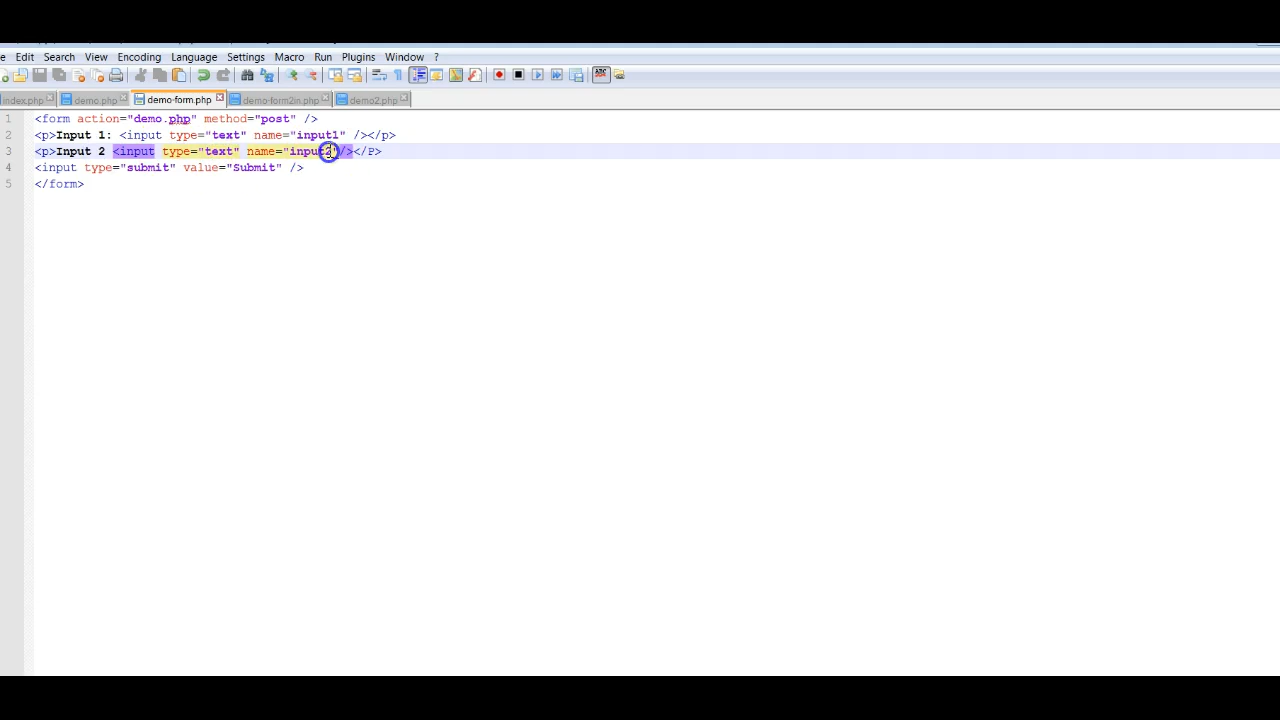 e Edit Search View Encoding Language Settings Macro Run Plugins Window ?
index.php demo.php demo-form.php demo-form2in.php demo2.php
1 <form action="demo.php" method="post" />
2 <p>Input 1: <input type="text" name="input1" /></p>
3 <p>Input 2 <input type="text" name="input2"/></P>
4 <input type="submit" value="Submit" />
5 </form>